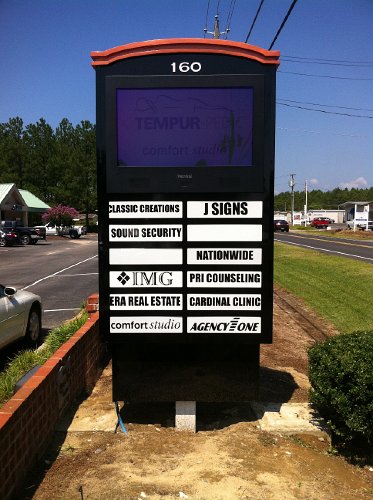 160
TEMPUR-PEDIC
comfort studio
CLASSIC CREATIONS
J SIGNS
SOUND SECURITY
NATIONWIDE
IMG
PRI COUNSELING
ERA REAL ESTATE
CARDINAL CLINIC
comfort studio
AGENCY ONE